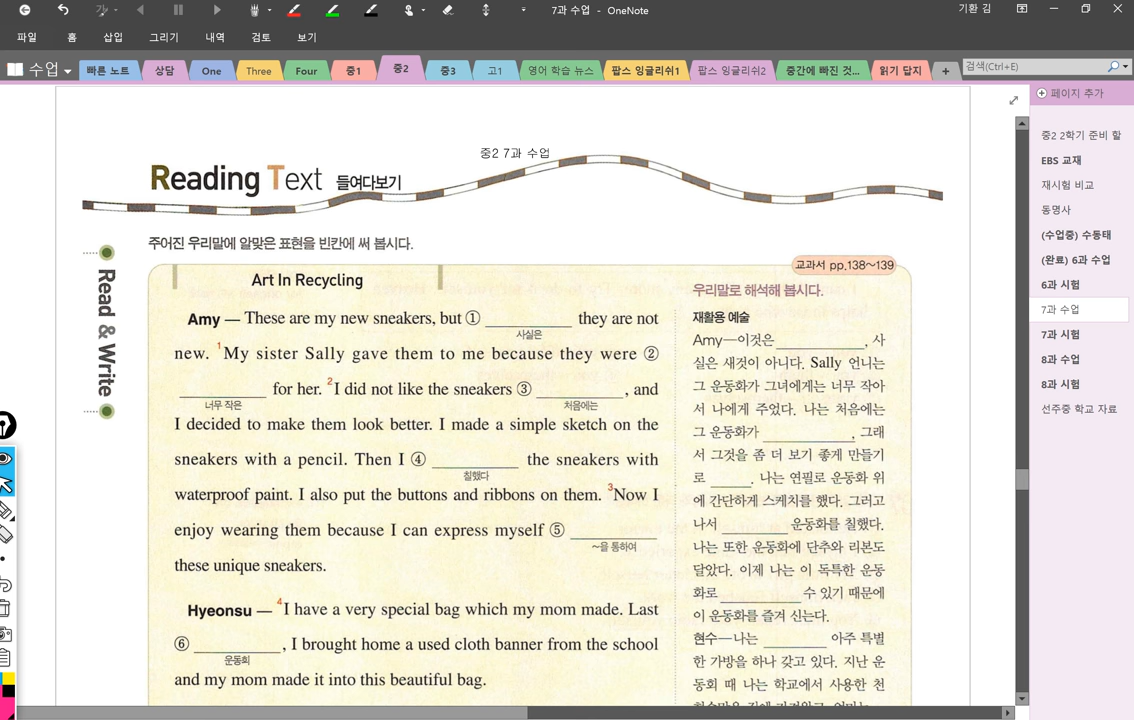 7과 수업 - OneNote
기환 김
파일 홈 삽입 그리기 내역 검토 보기
수업
빠른 노트 상담 One Three Four 중1 중2 중3 고1 영어 학습 뉴스 팝스 잉글리쉬1 팝스 잉글리쉬2 중간에 빠진 것... 읽기 답지 +
검색(Ctrl+E)
페이지 추가
중2 2학기 준비 할
EBS 교재
재시험 비교
동명사
(수업중) 수동태
(완료) 6과 수업
6과 시험
7과 수업
7과 시험
8과 수업
8과 시험
선주중 학교 자료
중2 7과 수업
Reading Text 들여다보기
주어진 우리말에 알맞은 표현을 빈칸에 써 봅시다.
Read & Write
교과서 pp.138~139
Art In Recycling
Amy — These are my new sneakers, but ① they are not
사실은
new. 1My sister Sally gave them to me because they were ②
for her. 2I did not like the sneakers ③ , and
너무 작은 처음에는
I decided to make them look better. I made a simple sketch on the
sneakers with a pencil. Then I ④ the sneakers with
칠했다
waterproof paint. I also put the buttons and ribbons on them. 3Now I
enjoy wearing them because I can express myself ⑤
~을 통하여
these unique sneakers.
Hyeonsu — 4I have a very special bag which my mom made. Last
⑥ , I brought home a used cloth banner from the school
운동회
and my mom made it into this beautiful bag.
우리말로 해석해 봅시다.
재활용 예술
Amy—이것은 , 사
실은 새것이 아니다. Sally 언니는
그 운동화가 그녀에게는 너무 작아
서 나에게 주었다. 나는 처음에는
그 운동화가 , 그래
서 그것을 좀 더 보기 좋게 만들기
로 . 나는 연필로 운동화 위
에 간단하게 스케치를 했다. 그러고
나서 운동화를 칠했다.
나는 또한 운동화에 단추와 리본도
달았다. 이제 나는 이 독특한 운동
화로 수 있기 때문에
이 운동화를 즐겨 신는다.
현수—나는 아주 특별
한 가방을 하나 갖고 있다. 지난 운
동회 때 나는 학교에서 사용한 천